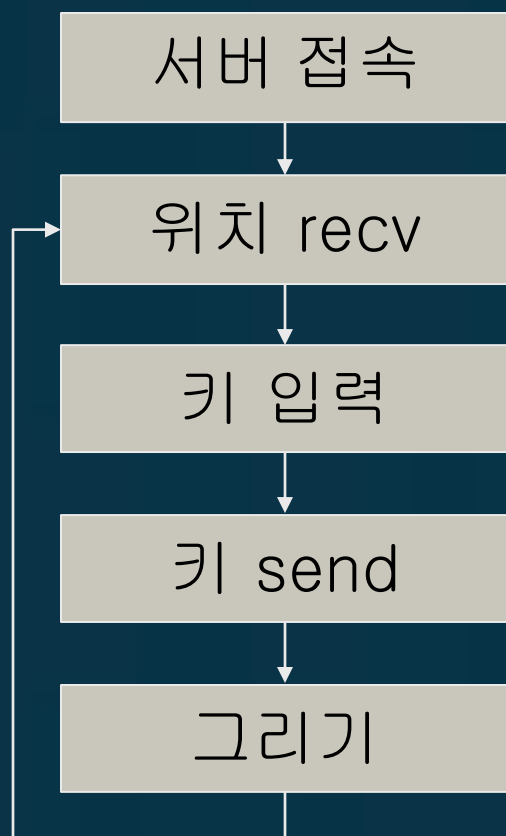 서버 접속
위치 recv
키 입력
키 send
그리기